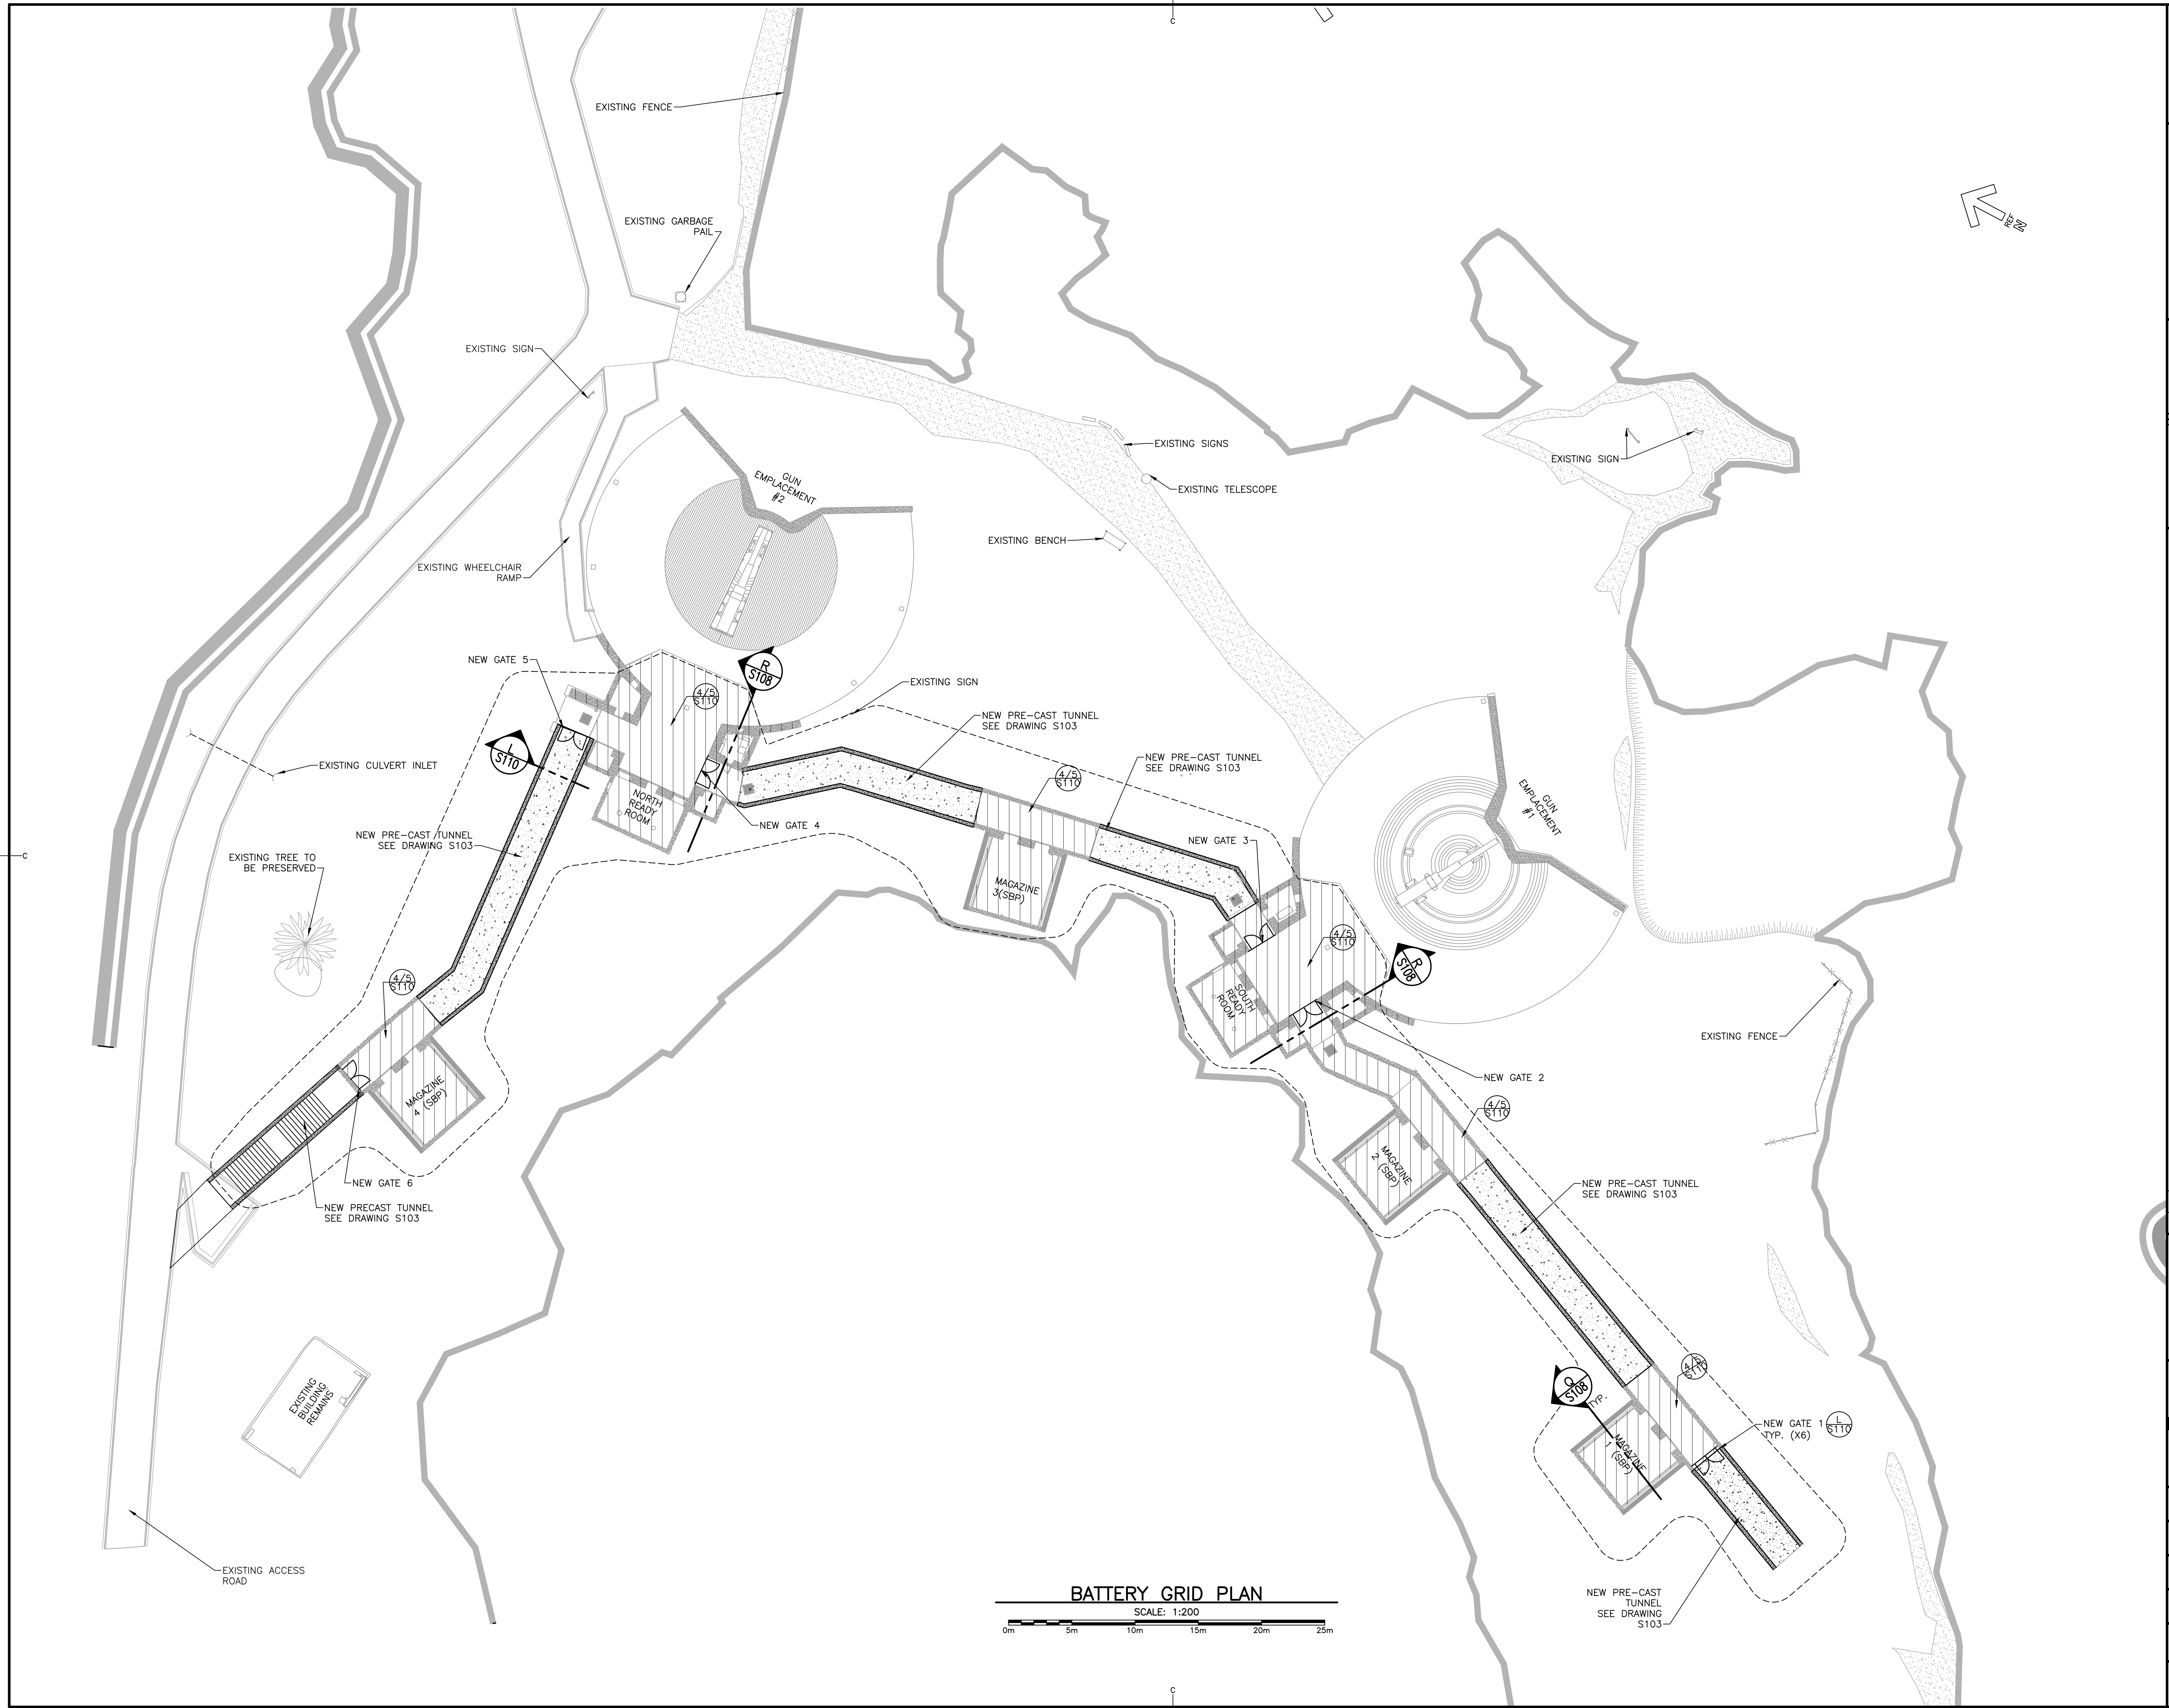 C
EXISTING FENCE
EXISTING GARBAGE
PAIL
REF
N
EXISTING SIGN
EXISTING SIGNS
EXISTING SIGN
GUN
EMPLACEMENT
#2
EXISTING TELESCOPE
EXISTING BENCH
EXISTING WHEELCHAIR
RAMP
NEW GATE 5
R
S108
4/5
S110
EXISTING SIGN
NEW PRE-CAST TUNNEL
SEE DRAWING S103
L
S110
NEW PRE-CAST TUNNEL
SEE DRAWING S103
EXISTING CULVERT INLET
4/5
S110
GUN
EMPLACEMENT
#1
NORTH
READY
ROOM
NEW GATE 4
NEW PRE-CAST TUNNEL
SEE DRAWING S103
NEW GATE 3
C
EXISTING TREE TO
BE PRESERVED
MAGAZINE
3(SBP)
4/5
S110
R
S108
4/5
S110
SOUTH
READY
ROOM
EXISTING FENCE
NEW GATE 2
MAGAZINE
4 (SBP)
4/5
S110
MAGAZINE
2 (SBP)
NEW GATE 6
NEW PRE-CAST TUNNEL
SEE DRAWING S103
NEW PRECAST TUNNEL
SEE DRAWING S103
4/5
S110
Q
S108
TYP.
EXISTING
BUILDING
REMAINS
NEW GATE 1
TYP. (X6)
L
S110
MAGAZINE
1 (SBP)
EXISTING ACCESS
ROAD
BATTERY GRID PLAN
SCALE: 1:200
0m 5m 10m 15m 20m 25m
NEW PRE-CAST
TUNNEL
SEE DRAWING
S103
C